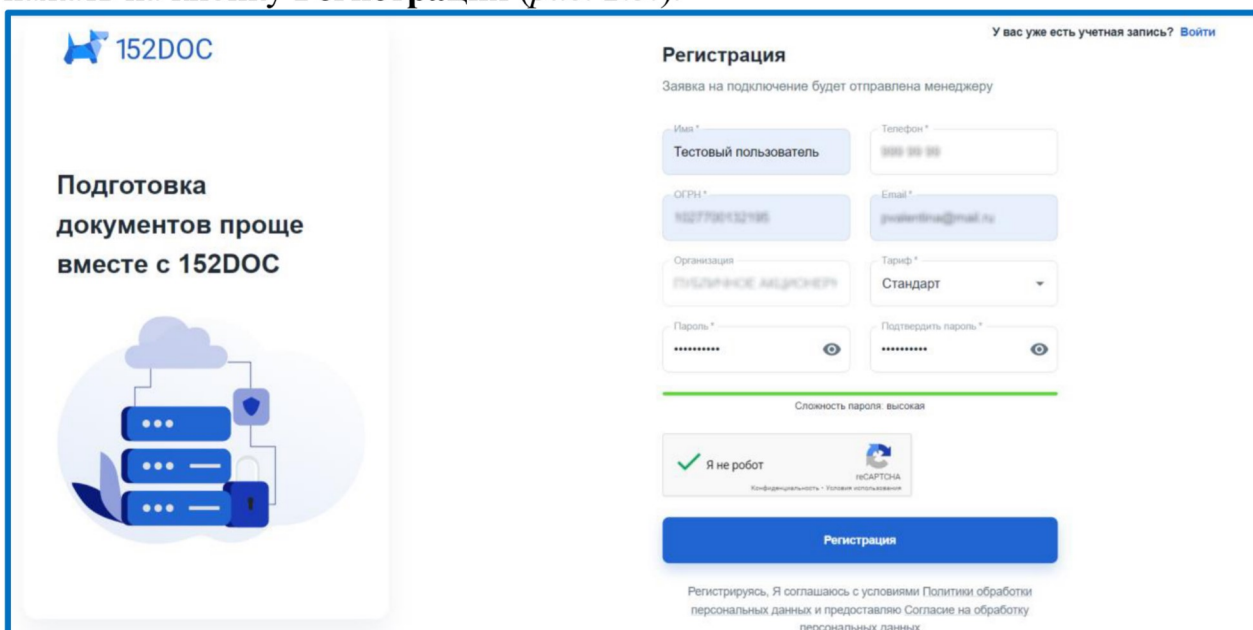 152DOC
Подготовка
документов проще
вместе с 152DOC
У вас уже есть учетная запись? Войти
Регистрация
Заявка на подключение будет отправлена менеджеру
Имя *
Тестовый пользователь
Телефон *
ОГРН *
Email *
Организация
Тариф *
Стандарт
Пароль *
••••••••••
Подтвердить пароль *
••••••••••
Сложность пароля: высокая
Я не робот
reCAPTCHA
Конфиденциальность • Условия использования
Регистрация
Регистрируясь, Я соглашаюсь с условиями Политики обработки
персональных данных и предоставляю Согласие на обработку
персональных данных